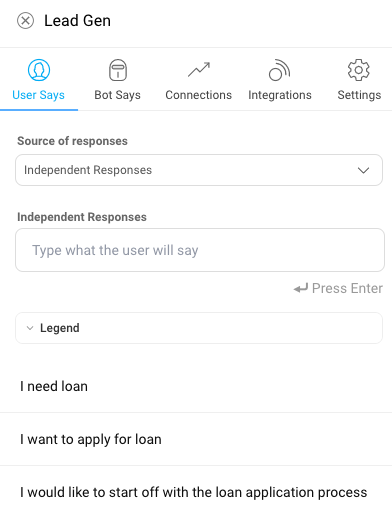 Lead Gen
User Says Bot Says Connections Integrations Settings
Source of responses
Independent Responses
Independent Responses
Type what the user will say
Press Enter
Legend
I need loan
I want to apply for loan
I would like to start off with the loan application process